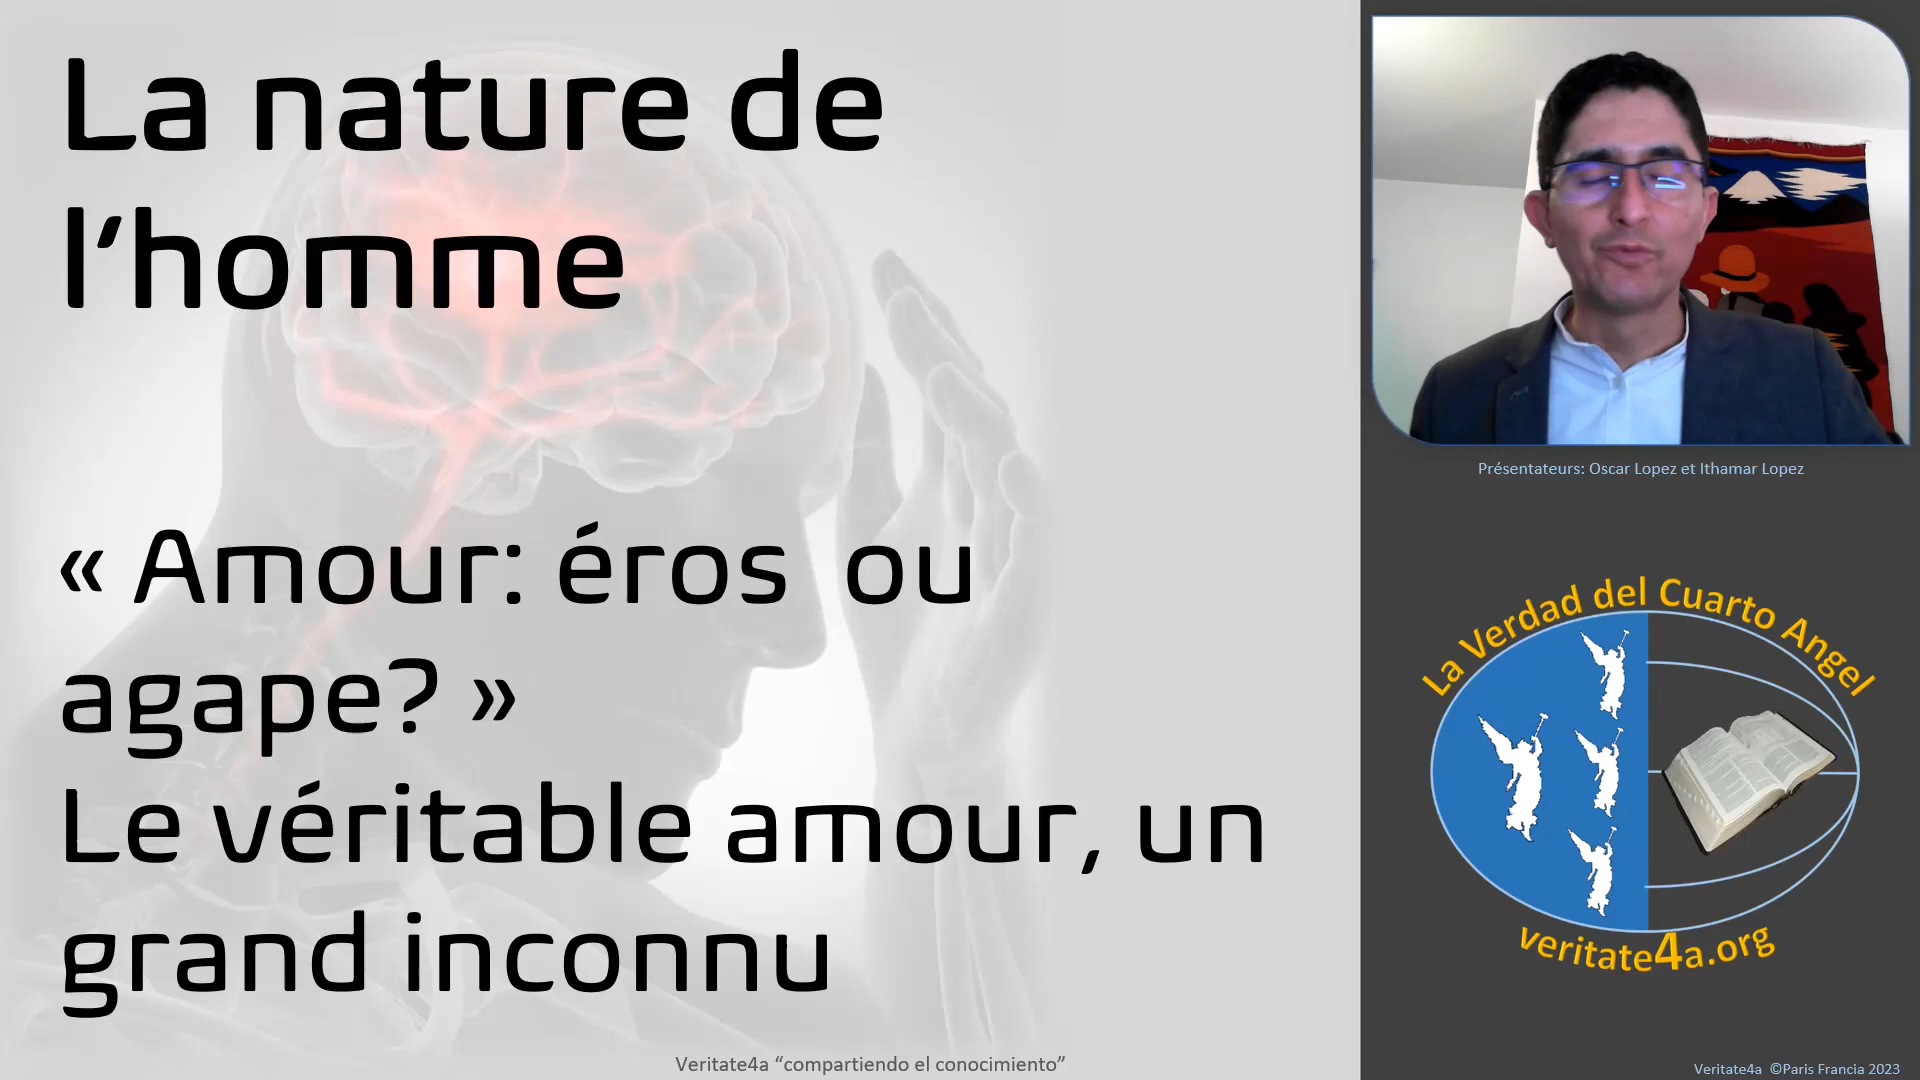 La nature de
l’homme
« Amour: éros ou
agape? »
Le véritable amour, un
grand inconnu
Veritate4a “compartiendo el conocimiento”
Présentateurs: Oscar Lopez et Ithamar Lopez
La Verdad del Cuarto Angel
veritate4a.org
Veritate4a ©Paris Francia 2023